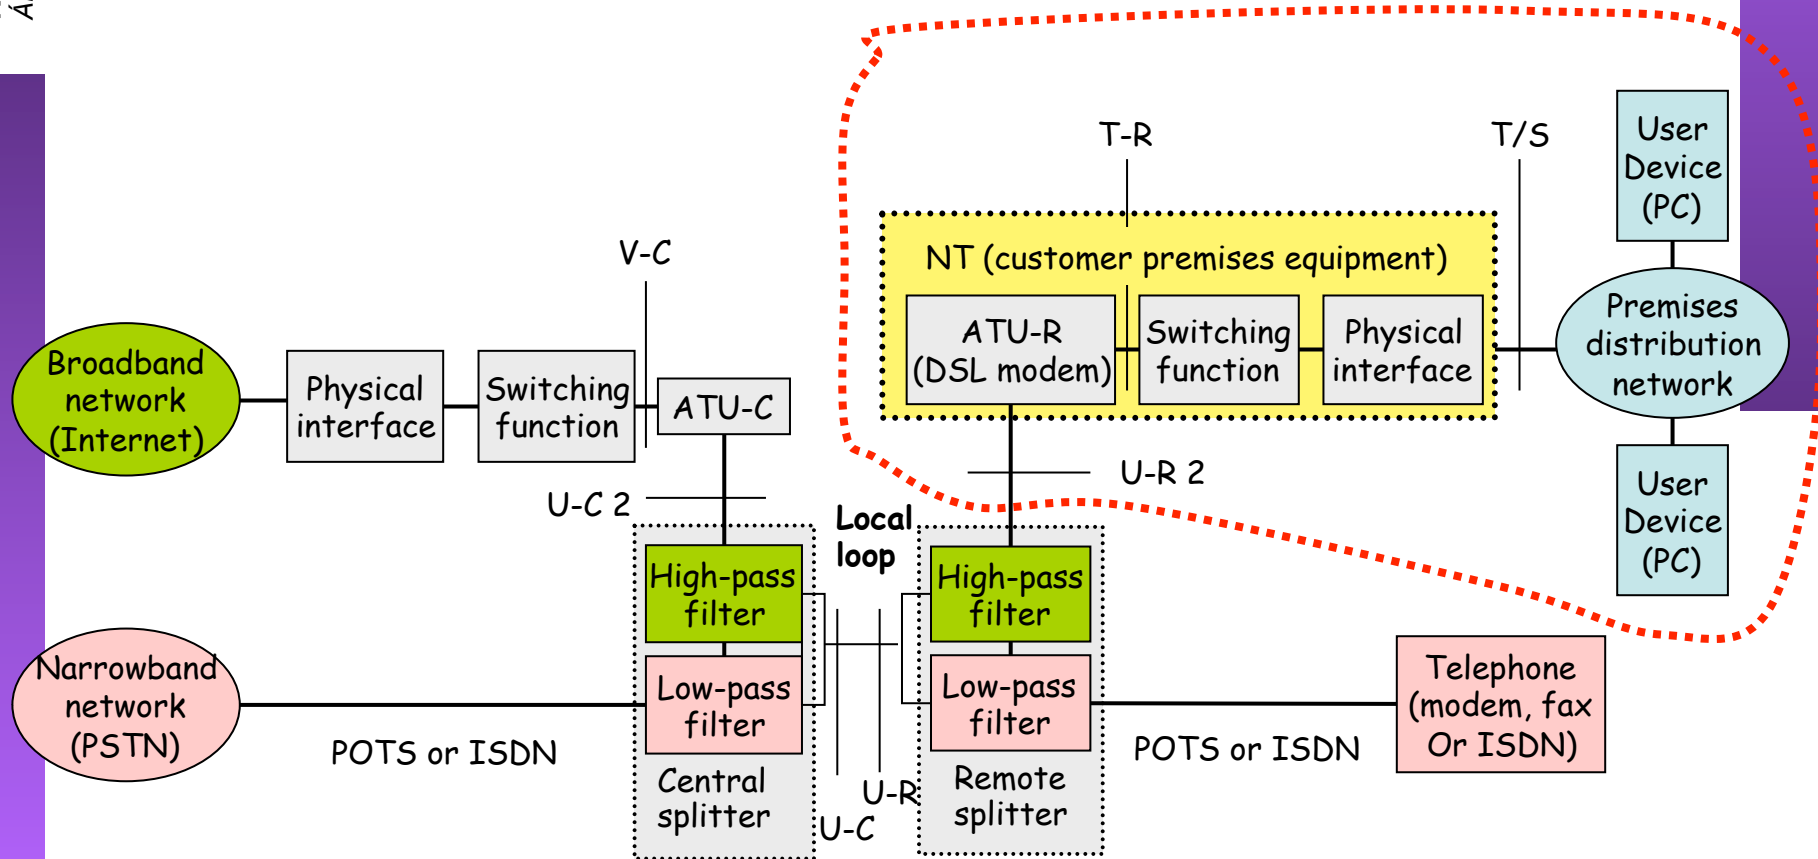 T-R
T/S
User
Device
(PC)
V-C
NT (customer premises equipment)
ATU-R
(DSL modem)
Switching
function
Physical
interface
Premises
distribution
network
Broadband
network
(Internet)
Physical
interface
Switching
function
ATU-C
U-C 2
U-R 2
User
Device
(PC)
Local
loop
High-pass
filter
High-pass
filter
Narrowband
network
(PSTN)
Low-pass
filter
Low-pass
filter
Telephone
(modem, fax
Or ISDN)
POTS or ISDN
POTS or ISDN
Central
splitter
U-R
U-C
Remote
splitter